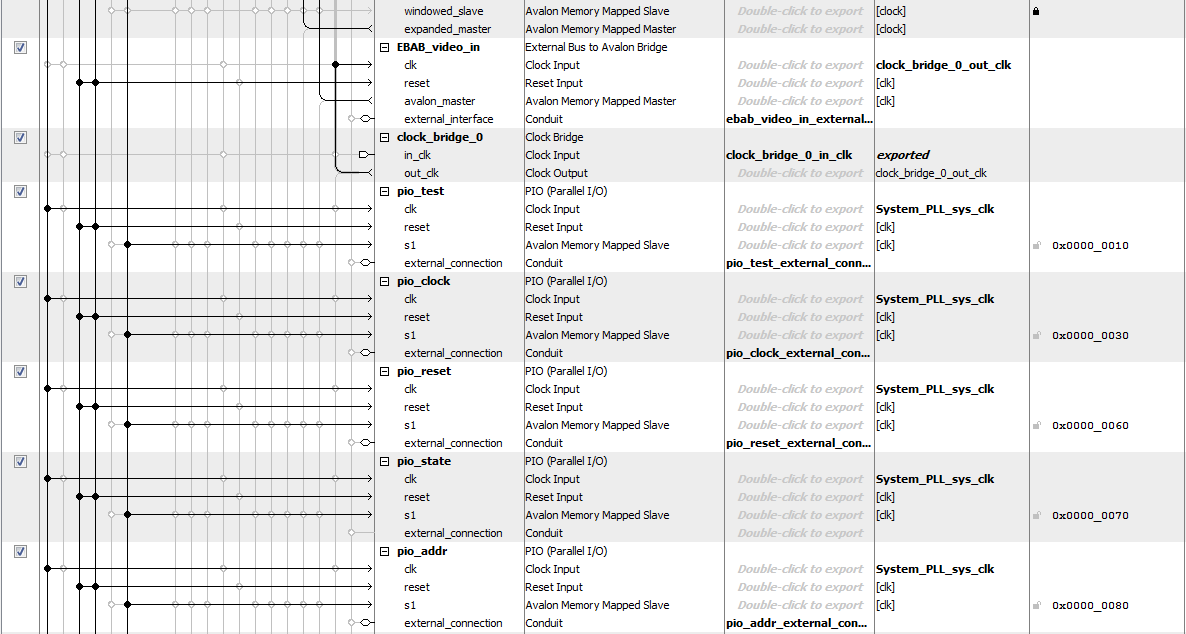 windowed_slave Avalon Memory Mapped Slave Double-click to export [clock]
expanded_master Avalon Memory Mapped Master Double-click to export [clock]
EBAB_video_in External Bus to Avalon Bridge
clk Clock Input Double-click to export clock_bridge_0_out_clk
reset Reset Input Double-click to export [clk]
avalon_master Avalon Memory Mapped Master Double-click to export [clk]
external_interface Conduit ebab_video_in_external...
clock_bridge_0 Clock Bridge
in_clk Clock Input clock_bridge_0_in_clk exported
out_clk Clock Output Double-click to export clock_bridge_0_out_clk
pio_test PIO (Parallel I/O)
clk Clock Input Double-click to export System_PLL_sys_clk
reset Reset Input Double-click to export [clk]
s1 Avalon Memory Mapped Slave Double-click to export [clk] 0x0000_0010
external_connection Conduit pio_test_external_conn...
pio_clock PIO (Parallel I/O)
clk Clock Input Double-click to export System_PLL_sys_clk
reset Reset Input Double-click to export [clk]
s1 Avalon Memory Mapped Slave Double-click to export [clk] 0x0000_0030
external_connection Conduit pio_clock_external_con...
pio_reset PIO (Parallel I/O)
clk Clock Input Double-click to export System_PLL_sys_clk
reset Reset Input Double-click to export [clk]
s1 Avalon Memory Mapped Slave Double-click to export [clk] 0x0000_0060
external_connection Conduit pio_reset_external_con...
pio_state PIO (Parallel I/O)
clk Clock Input Double-click to export System_PLL_sys_clk
reset Reset Input Double-click to export [clk]
s1 Avalon Memory Mapped Slave Double-click to export [clk] 0x0000_0070
external_connection Conduit Double-click to export
pio_addr PIO (Parallel I/O)
clk Clock Input Double-click to export System_PLL_sys_clk
reset Reset Input Double-click to export [clk]
s1 Avalon Memory Mapped Slave Double-click to export [clk] 0x0000_0080
external_connection Conduit pio_addr_external_con...